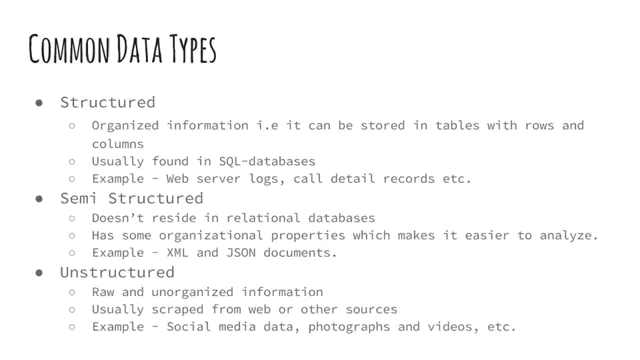 Common Data Types
● Structured
○ Organized information i.e it can be stored in tables with rows and
columns
○ Usually found in SQL-databases
○ Example - Web server logs, call detail records etc.
● Semi Structured
○ Doesn't reside in relational databases
○ Has some organizational properties which makes it easier to analyze.
○ Example - XML and JSON documents.
● Unstructured
○ Raw and unorganized information
○ Usually scraped from web or other sources
○ Example - Social media data, photographs and videos, etc.